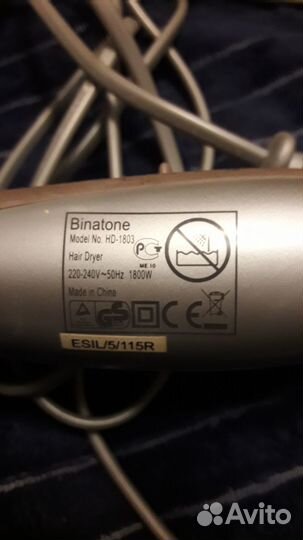 Binatone
Model No. HD-1803
Hair Dryer
ME 10
220-240V~50Hz 1800W
Made in China
CE
ESIL/5/115R
Avito